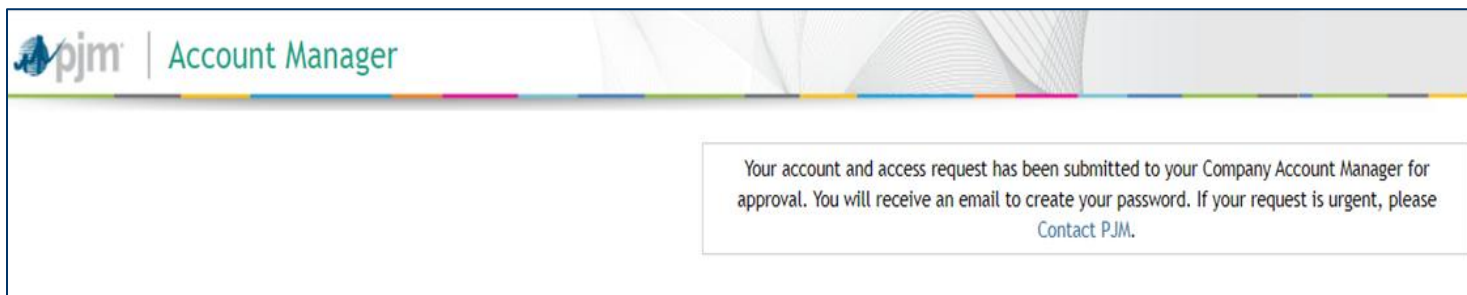 pjm
Account Manager
Your account and access request has been submitted to your Company Account Manager for
approval. You will receive an email to create your password. If your request is urgent, please
Contact PJM.